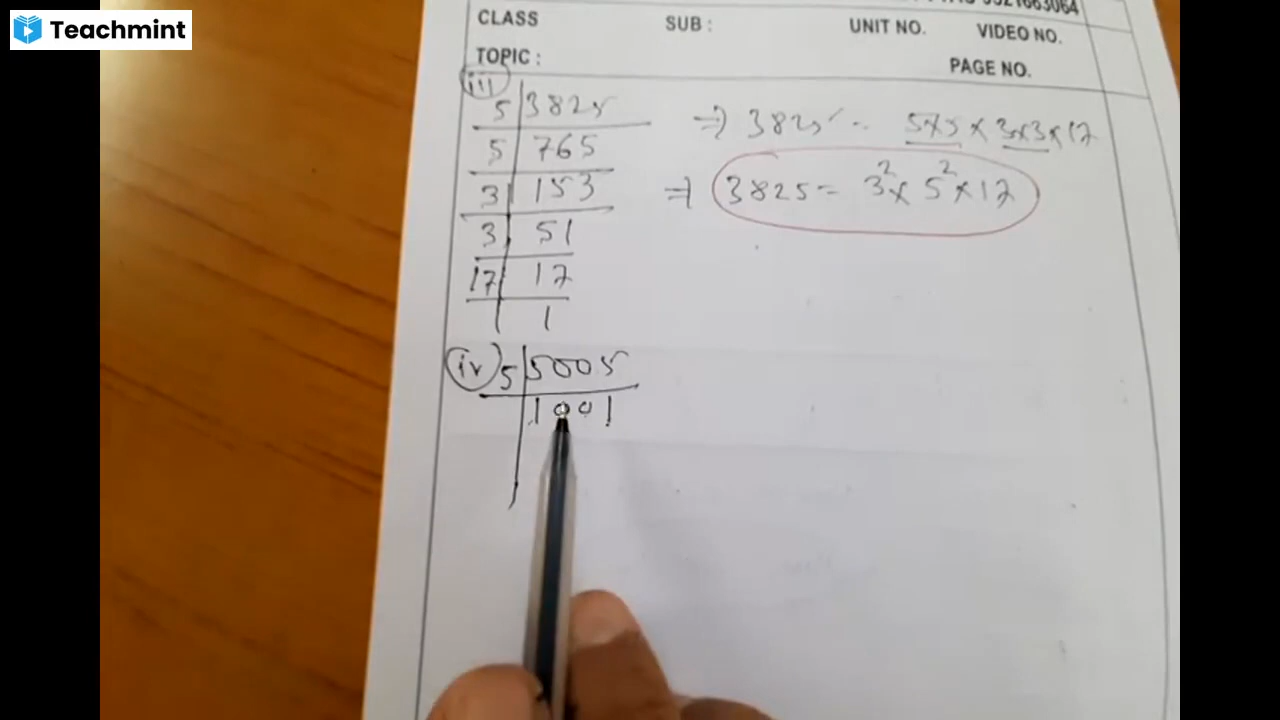 Teachmint
CLASS SUB : UNIT NO. VIDEO NO.
TOPIC : PAGE NO.
iii
5 3825 ⇒ 3825 = 5×5 × 3×3×17
5 765
3 153 ⇒ 3825 = 3²× 5²×17
3 51
17 17
1
iv 5 5005
1001